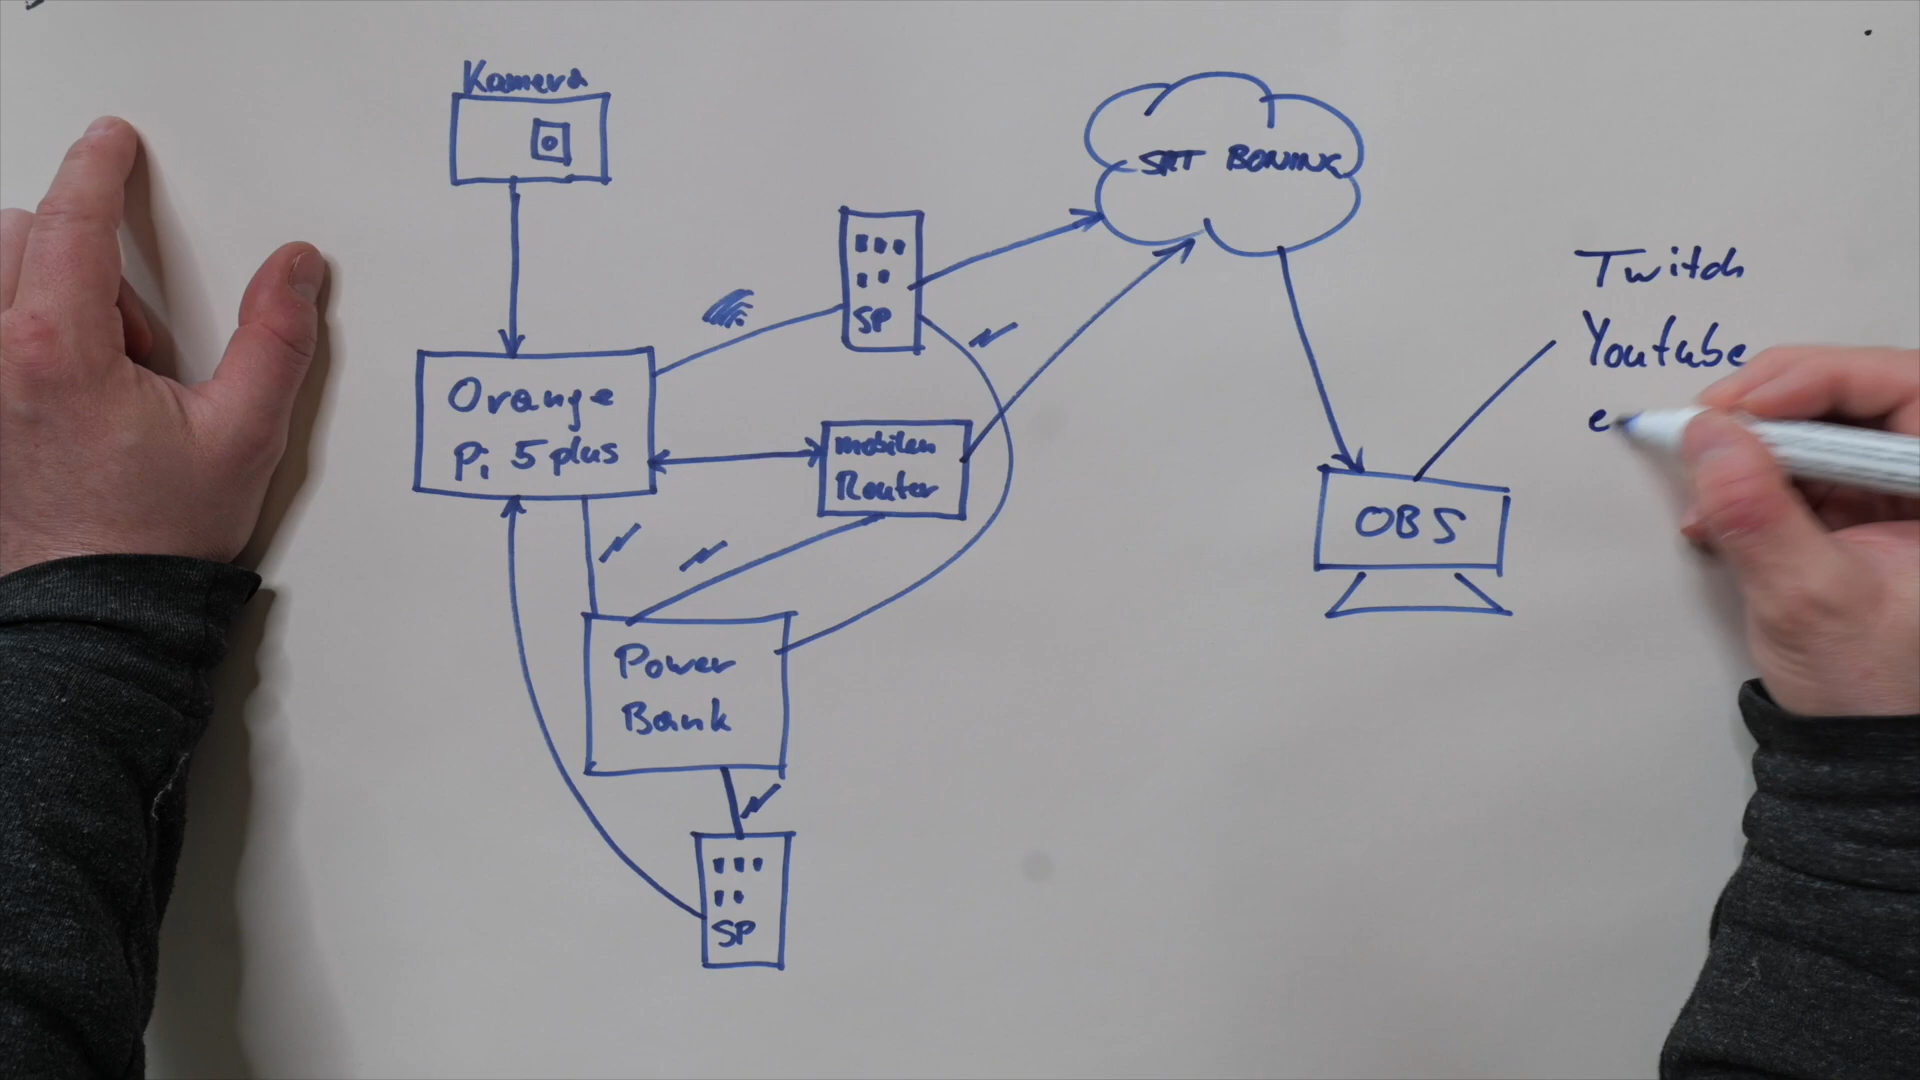 Kamera
SRT BONDING
SP
Twitch
Youtube
e
Orange
Pi 5 plus
mobilen
Router
OBS
Power
Bank
SP